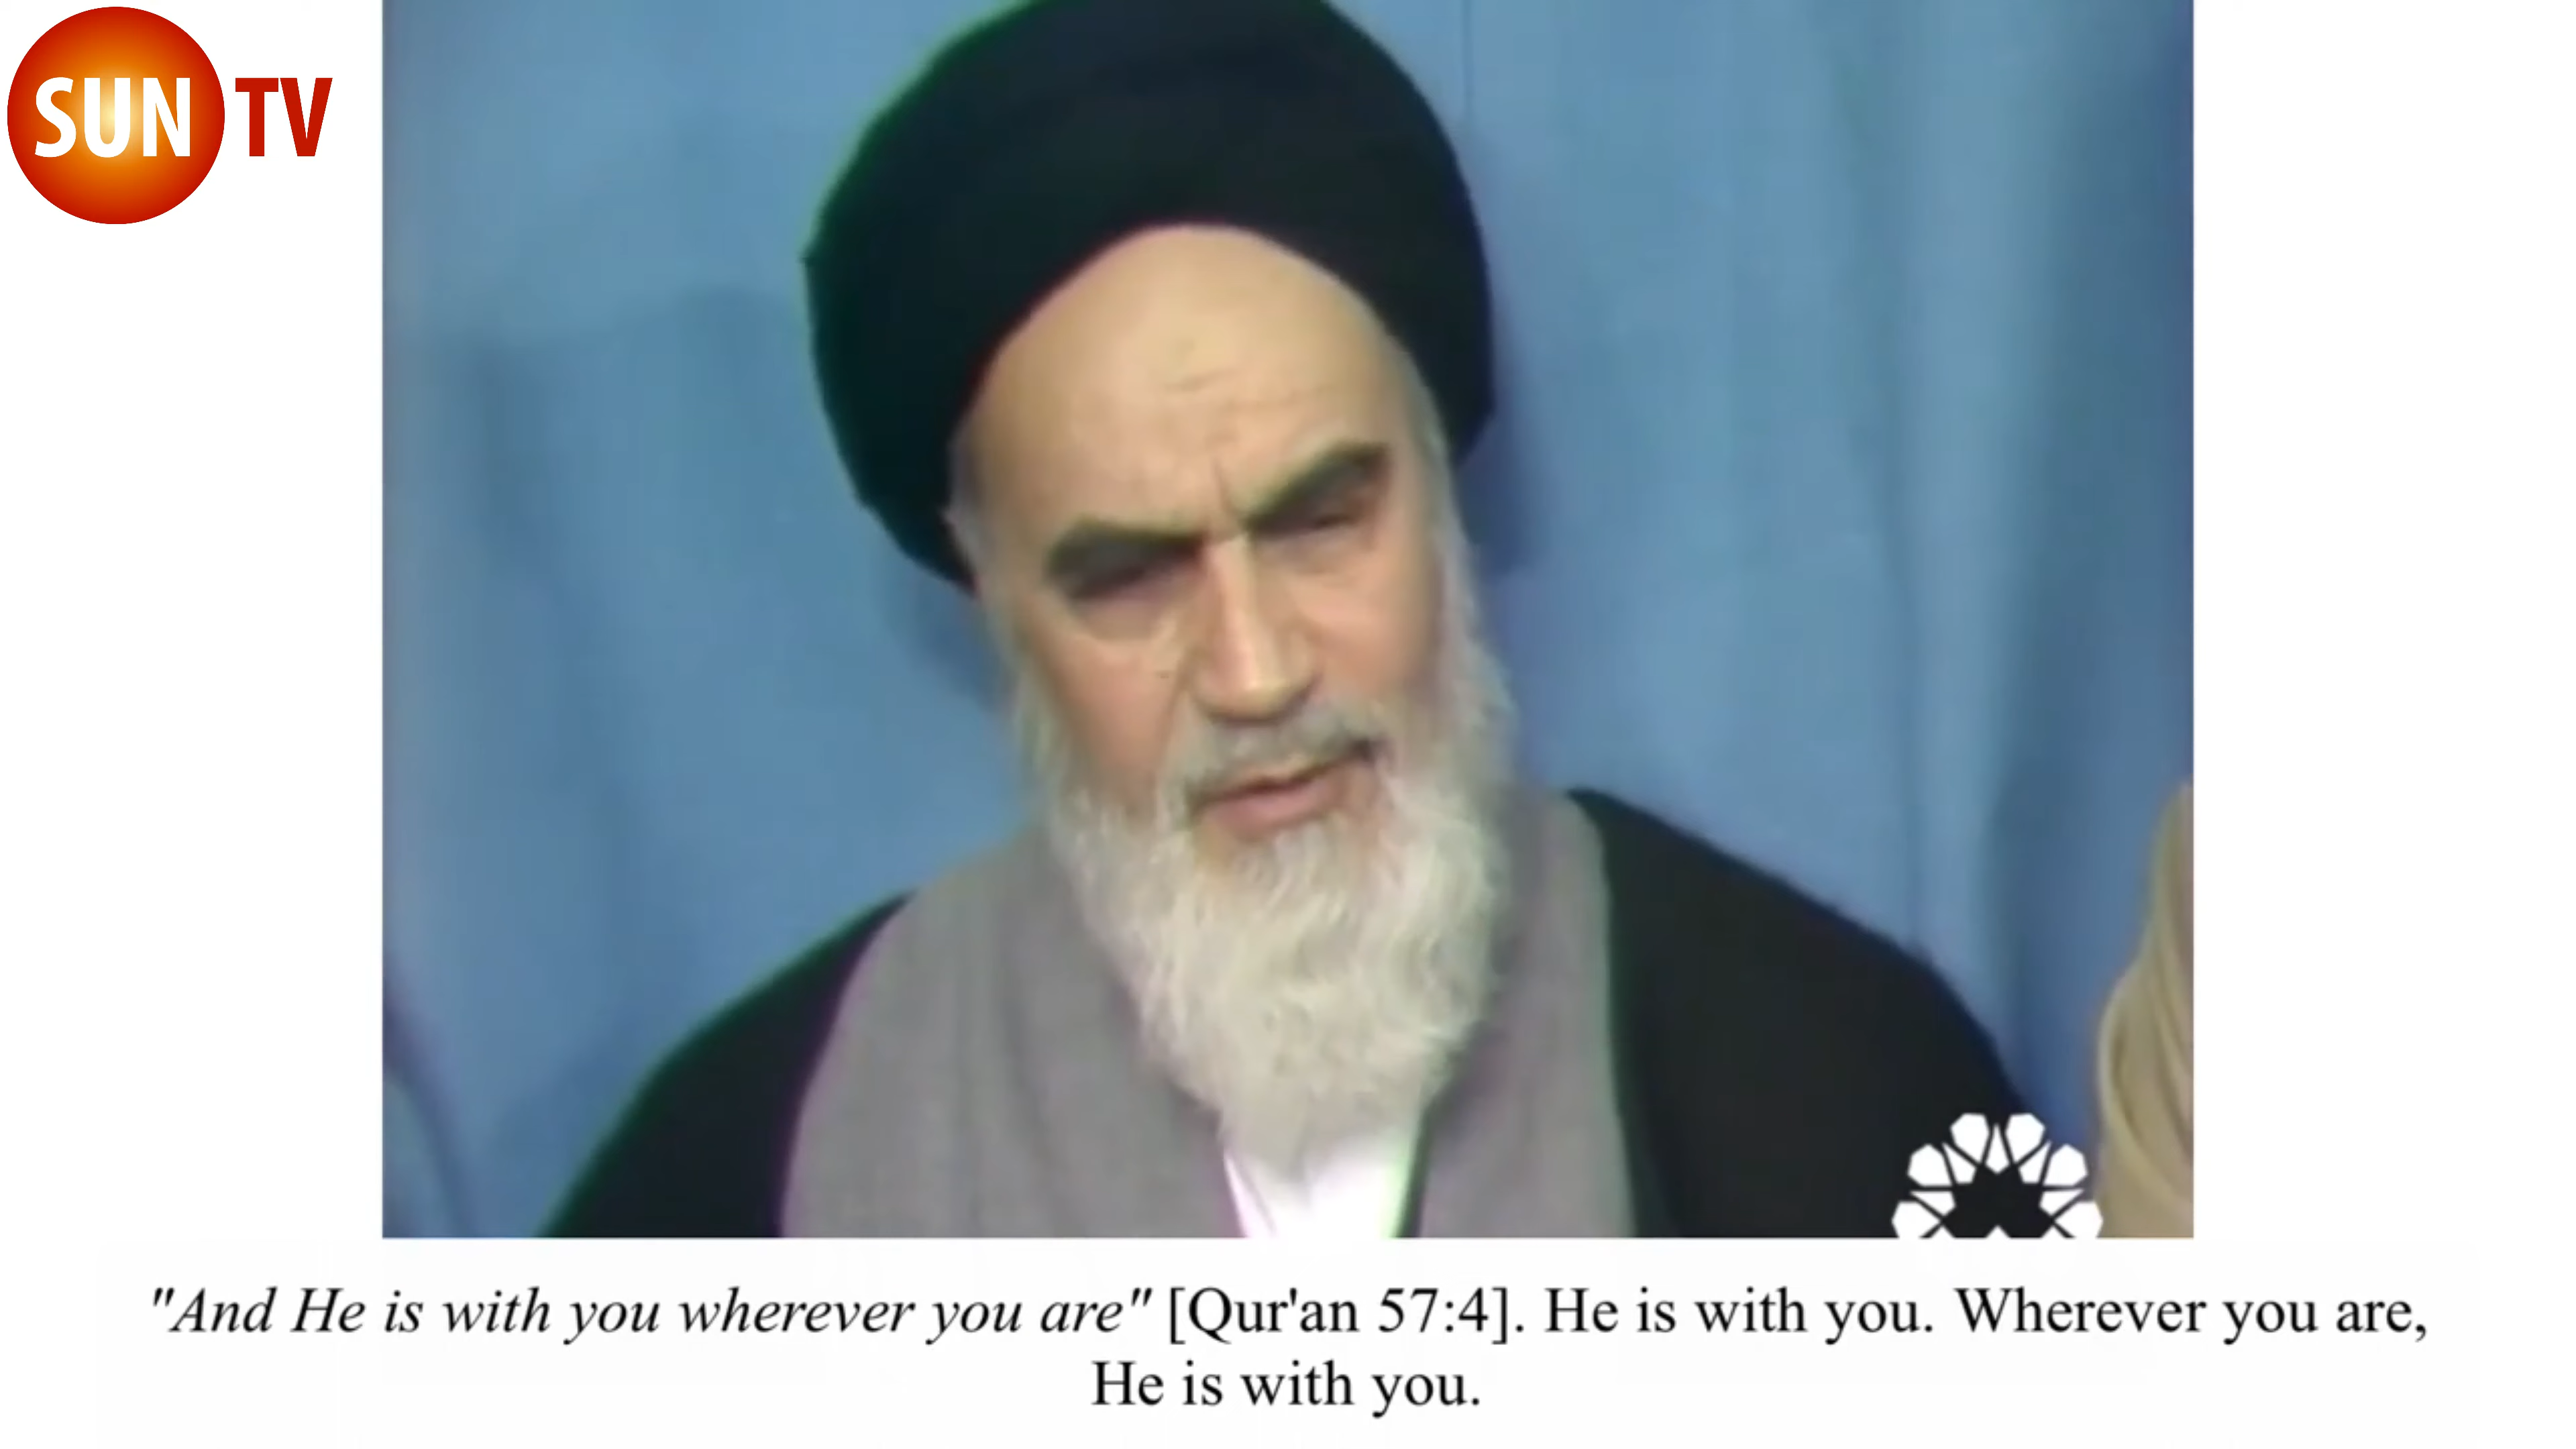 SUN TV
"And He is with you wherever you are" [Qur'an 57:4]. He is with you. Wherever you are,
He is with you.